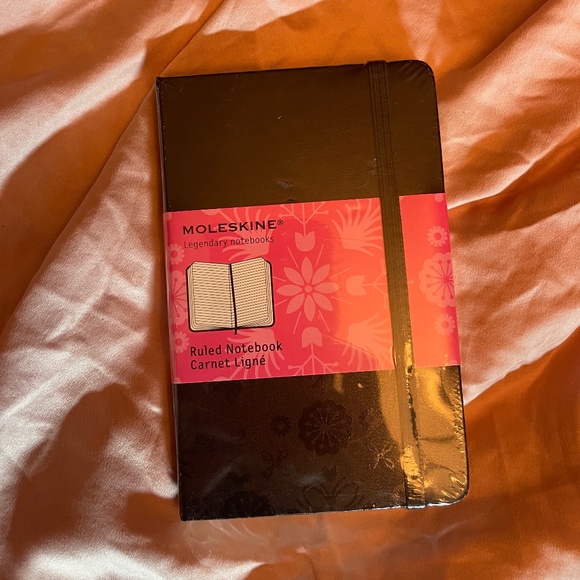 MOLESKINE®
Legendary notebooks
Ruled Notebook
Carnet Ligné